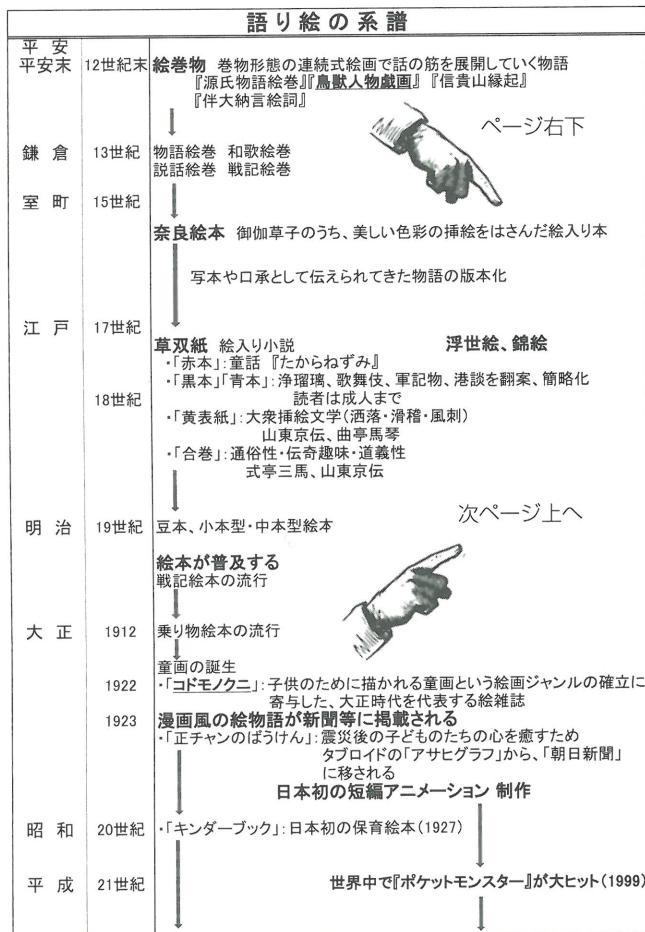 語り絵の系譜
平 安
平安末 12世紀末 絵巻物 巻物形態の連続式絵画で話の筋を展開していく物語
『源氏物語絵巻』『鳥獣人物戯画』『信貴山縁起』
『伴大納言絵詞』
ページ右下
鎌 倉 13世紀 物語絵巻 和歌絵巻
説話絵巻 戦記絵巻
室 町 15世紀
奈良絵本 御伽草子のうち、美しい色彩の挿絵をはさんだ絵入り本
写本や口承として伝えられてきた物語の版本化
江 戸 17世紀
草双紙 絵入り小説 浮世絵、錦絵
・「赤本」:童話 『たからねずみ』
・「黒本」「青本」:浄瑠璃、歌舞伎、軍記物、港談を翻案、簡略化
18世紀 読者は成人まで
・「黄表紙」:大衆挿絵文学(洒落・滑稽・風刺)
山東京伝、曲亭馬琴
・「合巻」:通俗性・伝奇趣味・道義性
式亭三馬、山東京伝
次ページ上へ
明 治 19世紀 豆本、小本型・中本型絵本
絵本が普及する
戦記絵本の流行
大 正 1912 乗り物絵本の流行
童画の誕生
1922 ・「コドモノクニ」:子供のために描かれる童画という絵画ジャンルの確立に
寄与した、大正時代を代表する絵雑誌
1923 漫画風の絵物語が新聞等に掲載される
・「正チャンのばうけん」:震災後の子どものたちの心を癒すため
タブロイドの「アサヒグラフ」から、「朝日新聞」
に移される
日本初の短編アニメーション 制作
昭 和 20世紀 ・「キンダーブック」:日本初の保育絵本(1927)
平 成 21世紀 世界中で『ポケットモンスター』が大ヒット(1999)